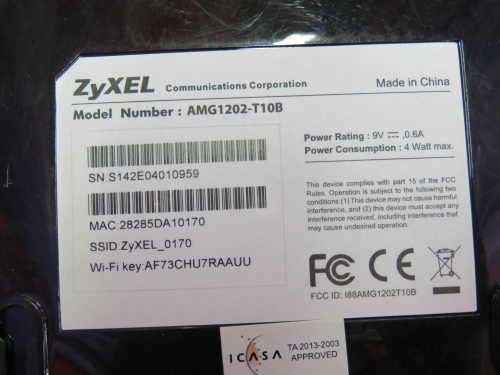 ZyXEL Communications Corporation Made in China
Model Number : AMG1202-T10B
Power Rating : 9V ⎓ ,0.6A
Power Consumption : 4 Watt max.
SN:S142E04010959
MAC:28285DA10170
SSID ZyXEL_0170
Wi-Fi key:AF73CHU7RAAUU
This device complies with part 15 of the FCC
Rules. Operation is subject to the following two
conditions:(1)This device may not cause harmful
interference, and (2) this device must accept any
interference received, including interference that
may cause undesired operation.
FC CE
FCC ID: I88AMG1202T10B
ICASA
TA 2013-2003
APPROVED